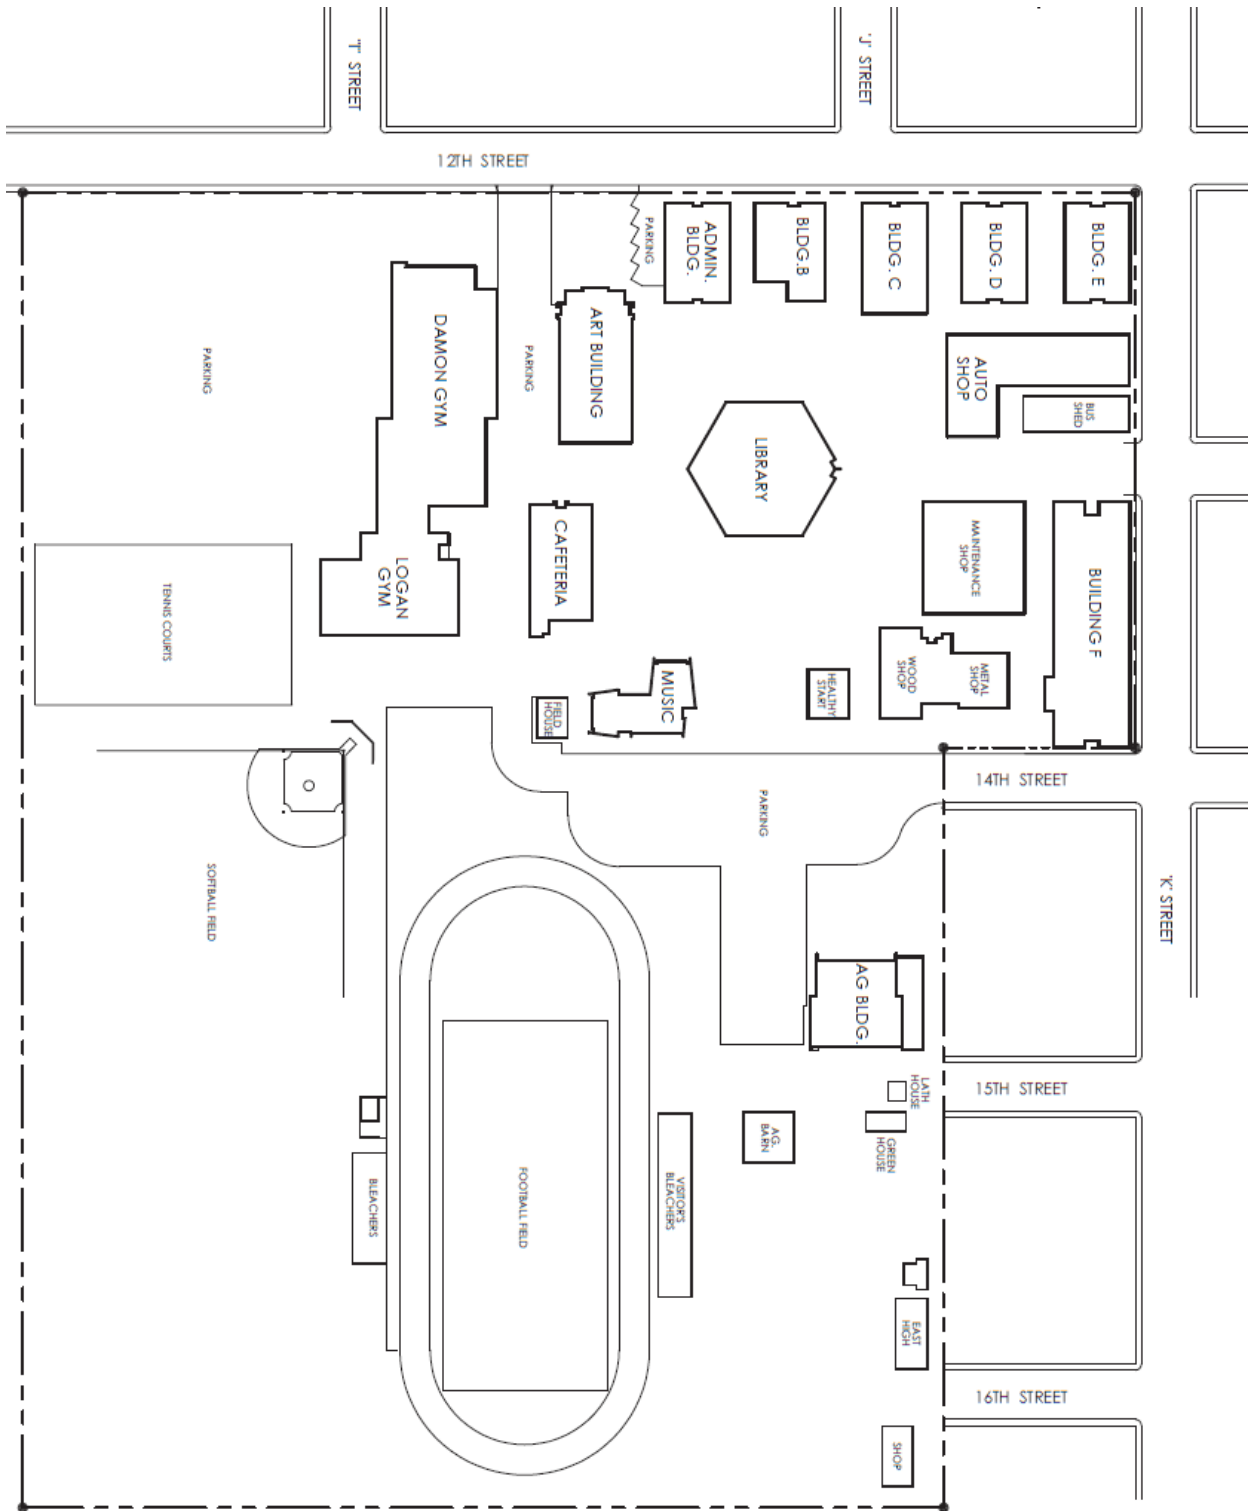 "I" STREET
'J' STREET
12TH STREET
PARKING
ADMIN.
BLDG.
BLDG.B
BLDG. C
BLDG. D
BLDG. E
DAMON GYM
PARKING
PARKING
ART BUILDING
AUTO
SHOP
BUS
SHED
LIBRARY
CAFETERIA
LOGAN
GYM
TENNIS COURTS
MAINTENANCE
SHOP
BUILDING F
WOOD
SHOP
METAL
SHOP
HEALTHY
START
MUSIC
FIELD
HOUSE
14TH STREET
PARKING
SOFTBALL FIELD
'K' STREET
AG BLDG.
LATH
HOUSE
15TH STREET
GREEN
HOUSE
AG.
BARN
VISITOR'S
BLEACHERS
FOOTBALL FIELD
BLEACHERS
EAST
HIGH
16TH STREET
SHOP